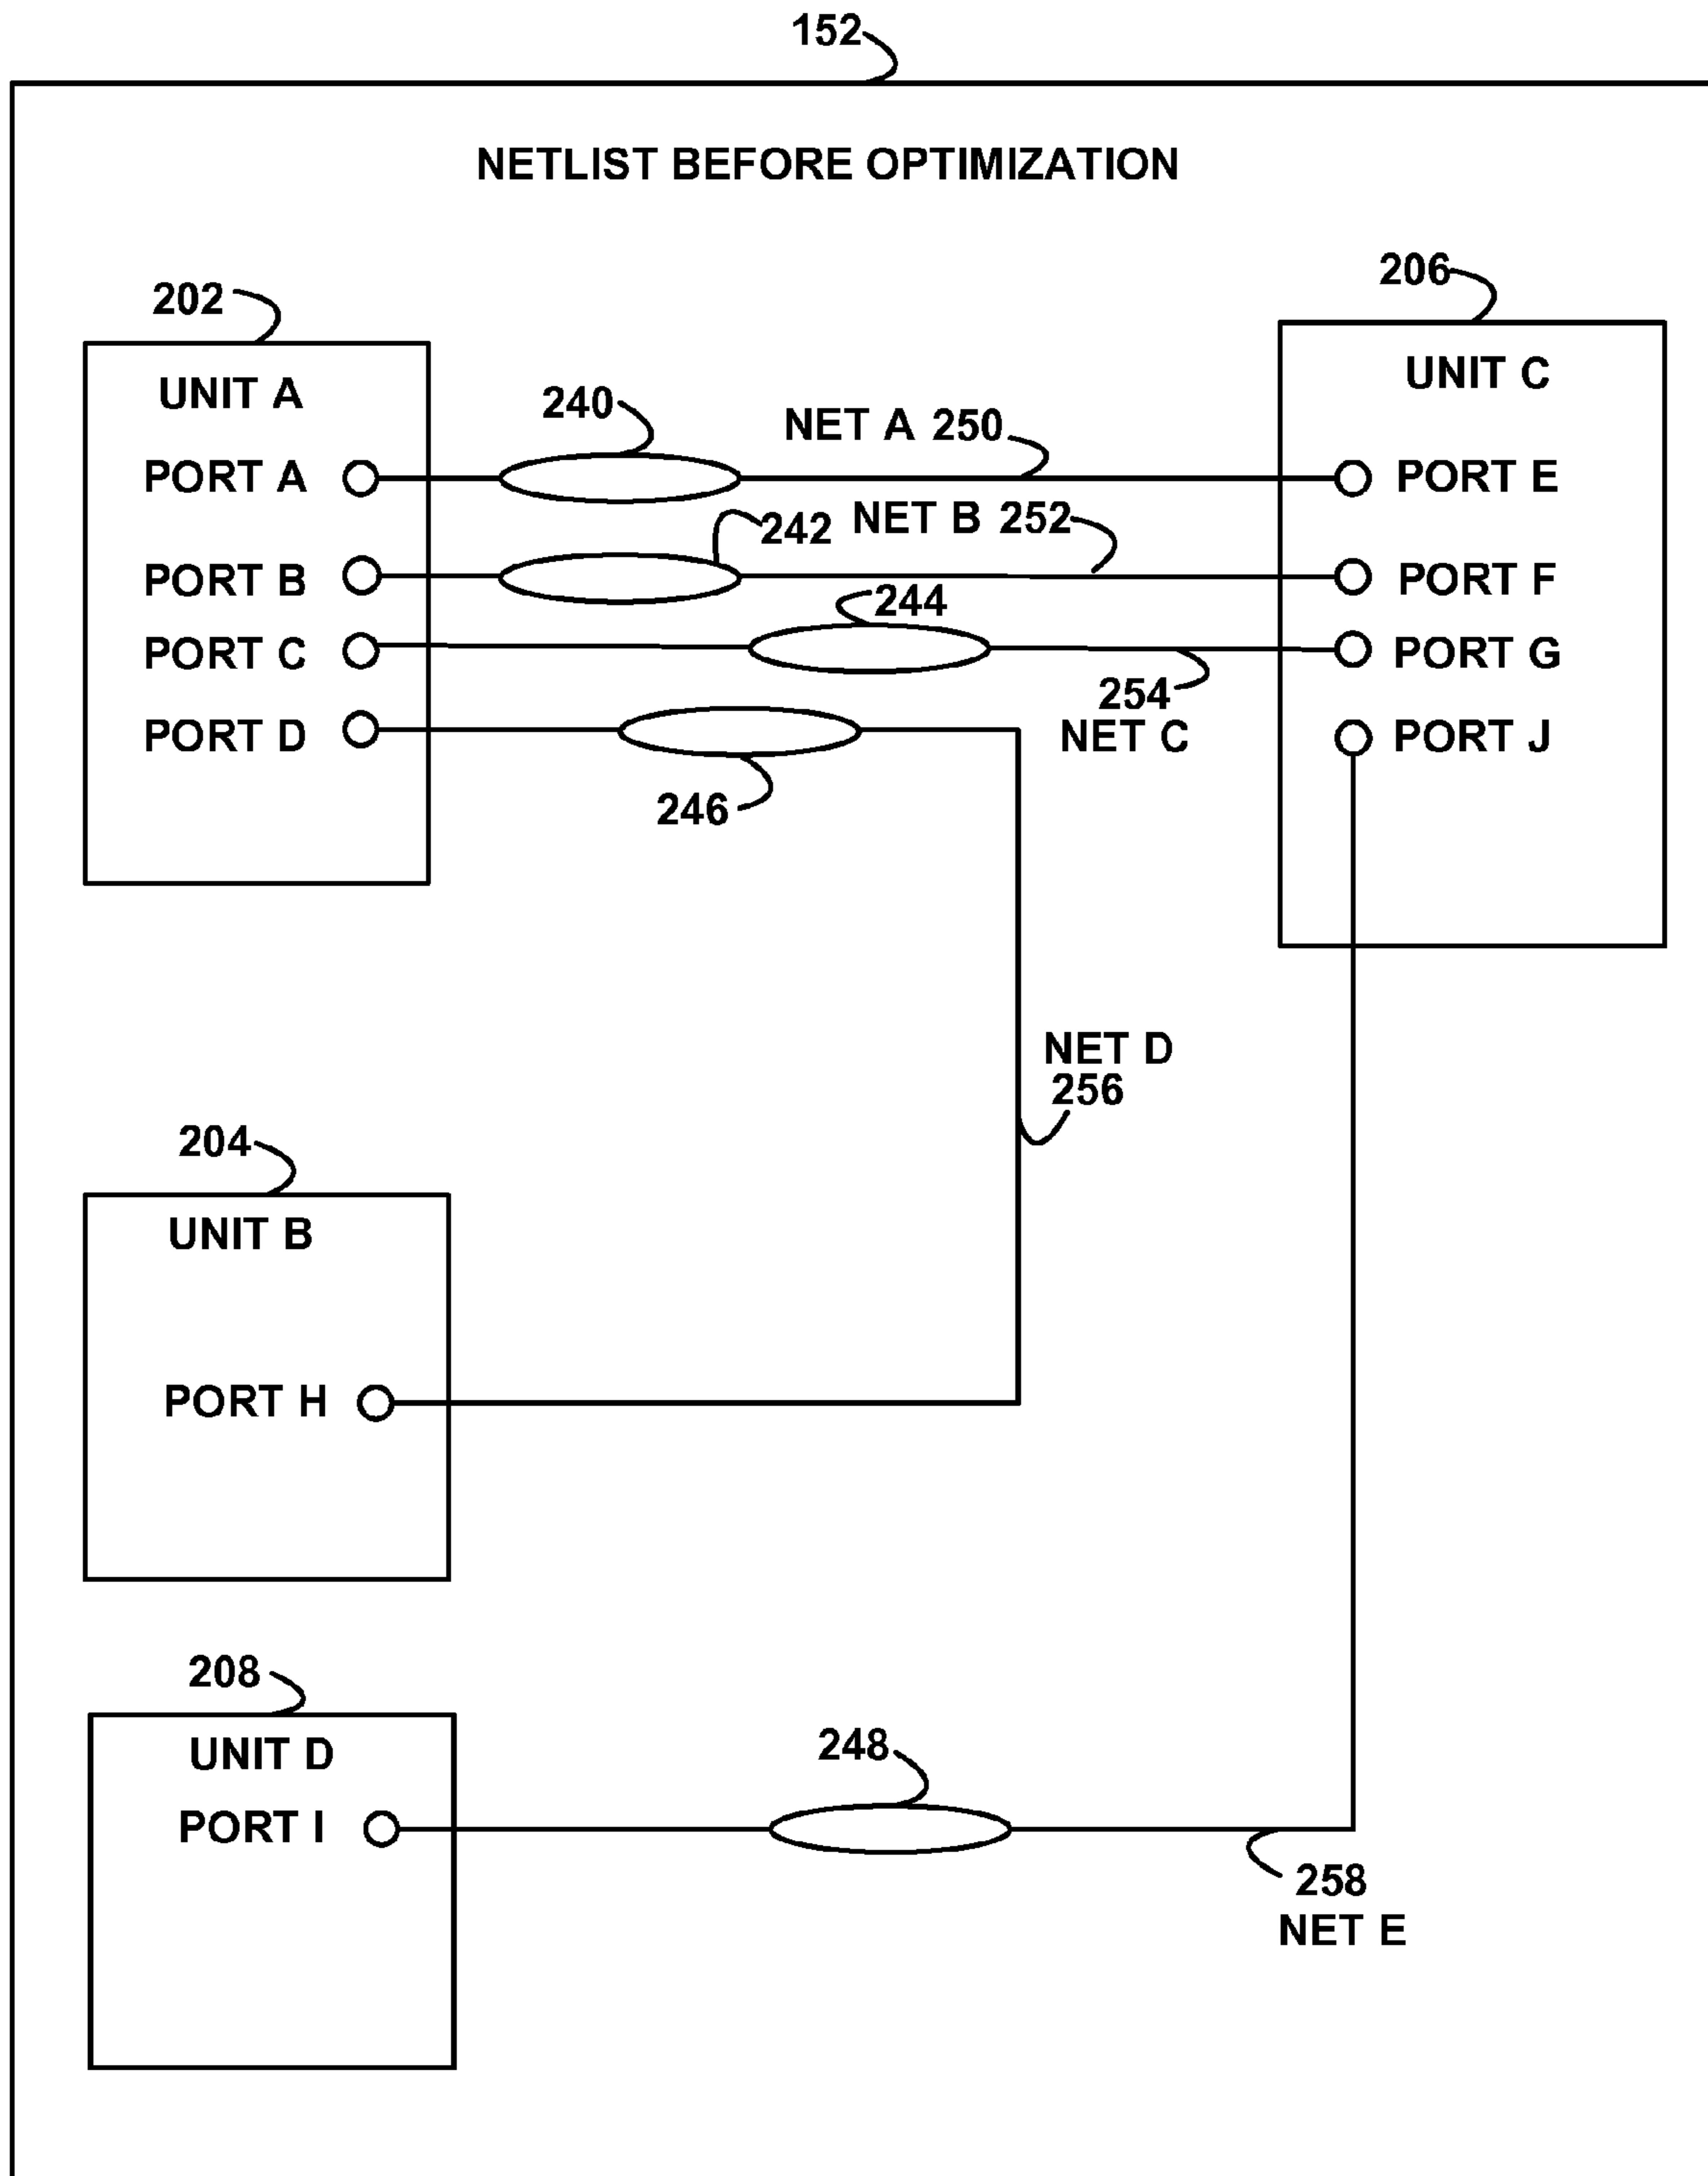 152
NETLIST BEFORE OPTIMIZATION
202
206
UNIT A
UNIT C
240
NET A 250
PORT A
PORT E
242
NET B 252
PORT B
PORT F
244
PORT C
PORT G
254
NET C
PORT D
PORT J
246
NET D
256
204
UNIT B
PORT H
208
UNIT D
248
PORT I
258
NET E